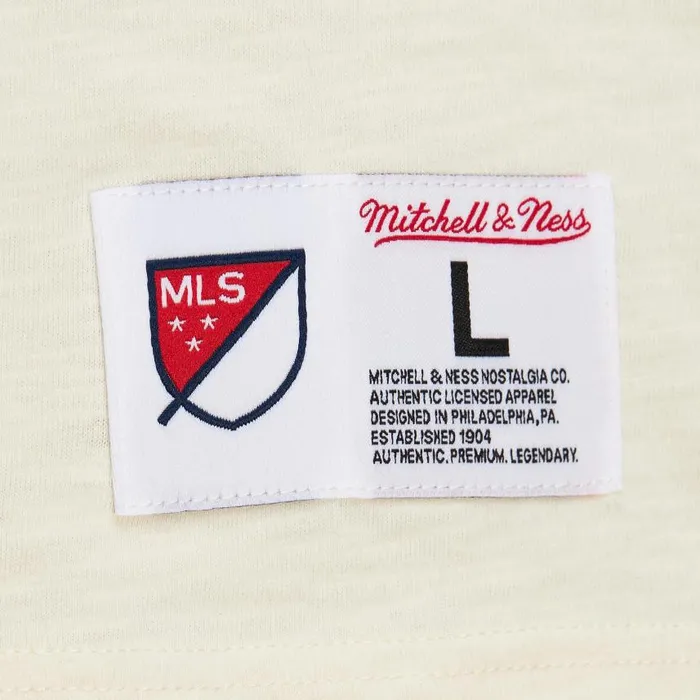 MLS
Mitchell & Ness
L
MITCHELL & NESS NOSTALGIA CO.
AUTHENTIC LICENSED APPAREL
DESIGNED IN PHILADELPHIA, PA.
ESTABLISHED 1904
AUTHENTIC. PREMIUM. LEGENDARY.